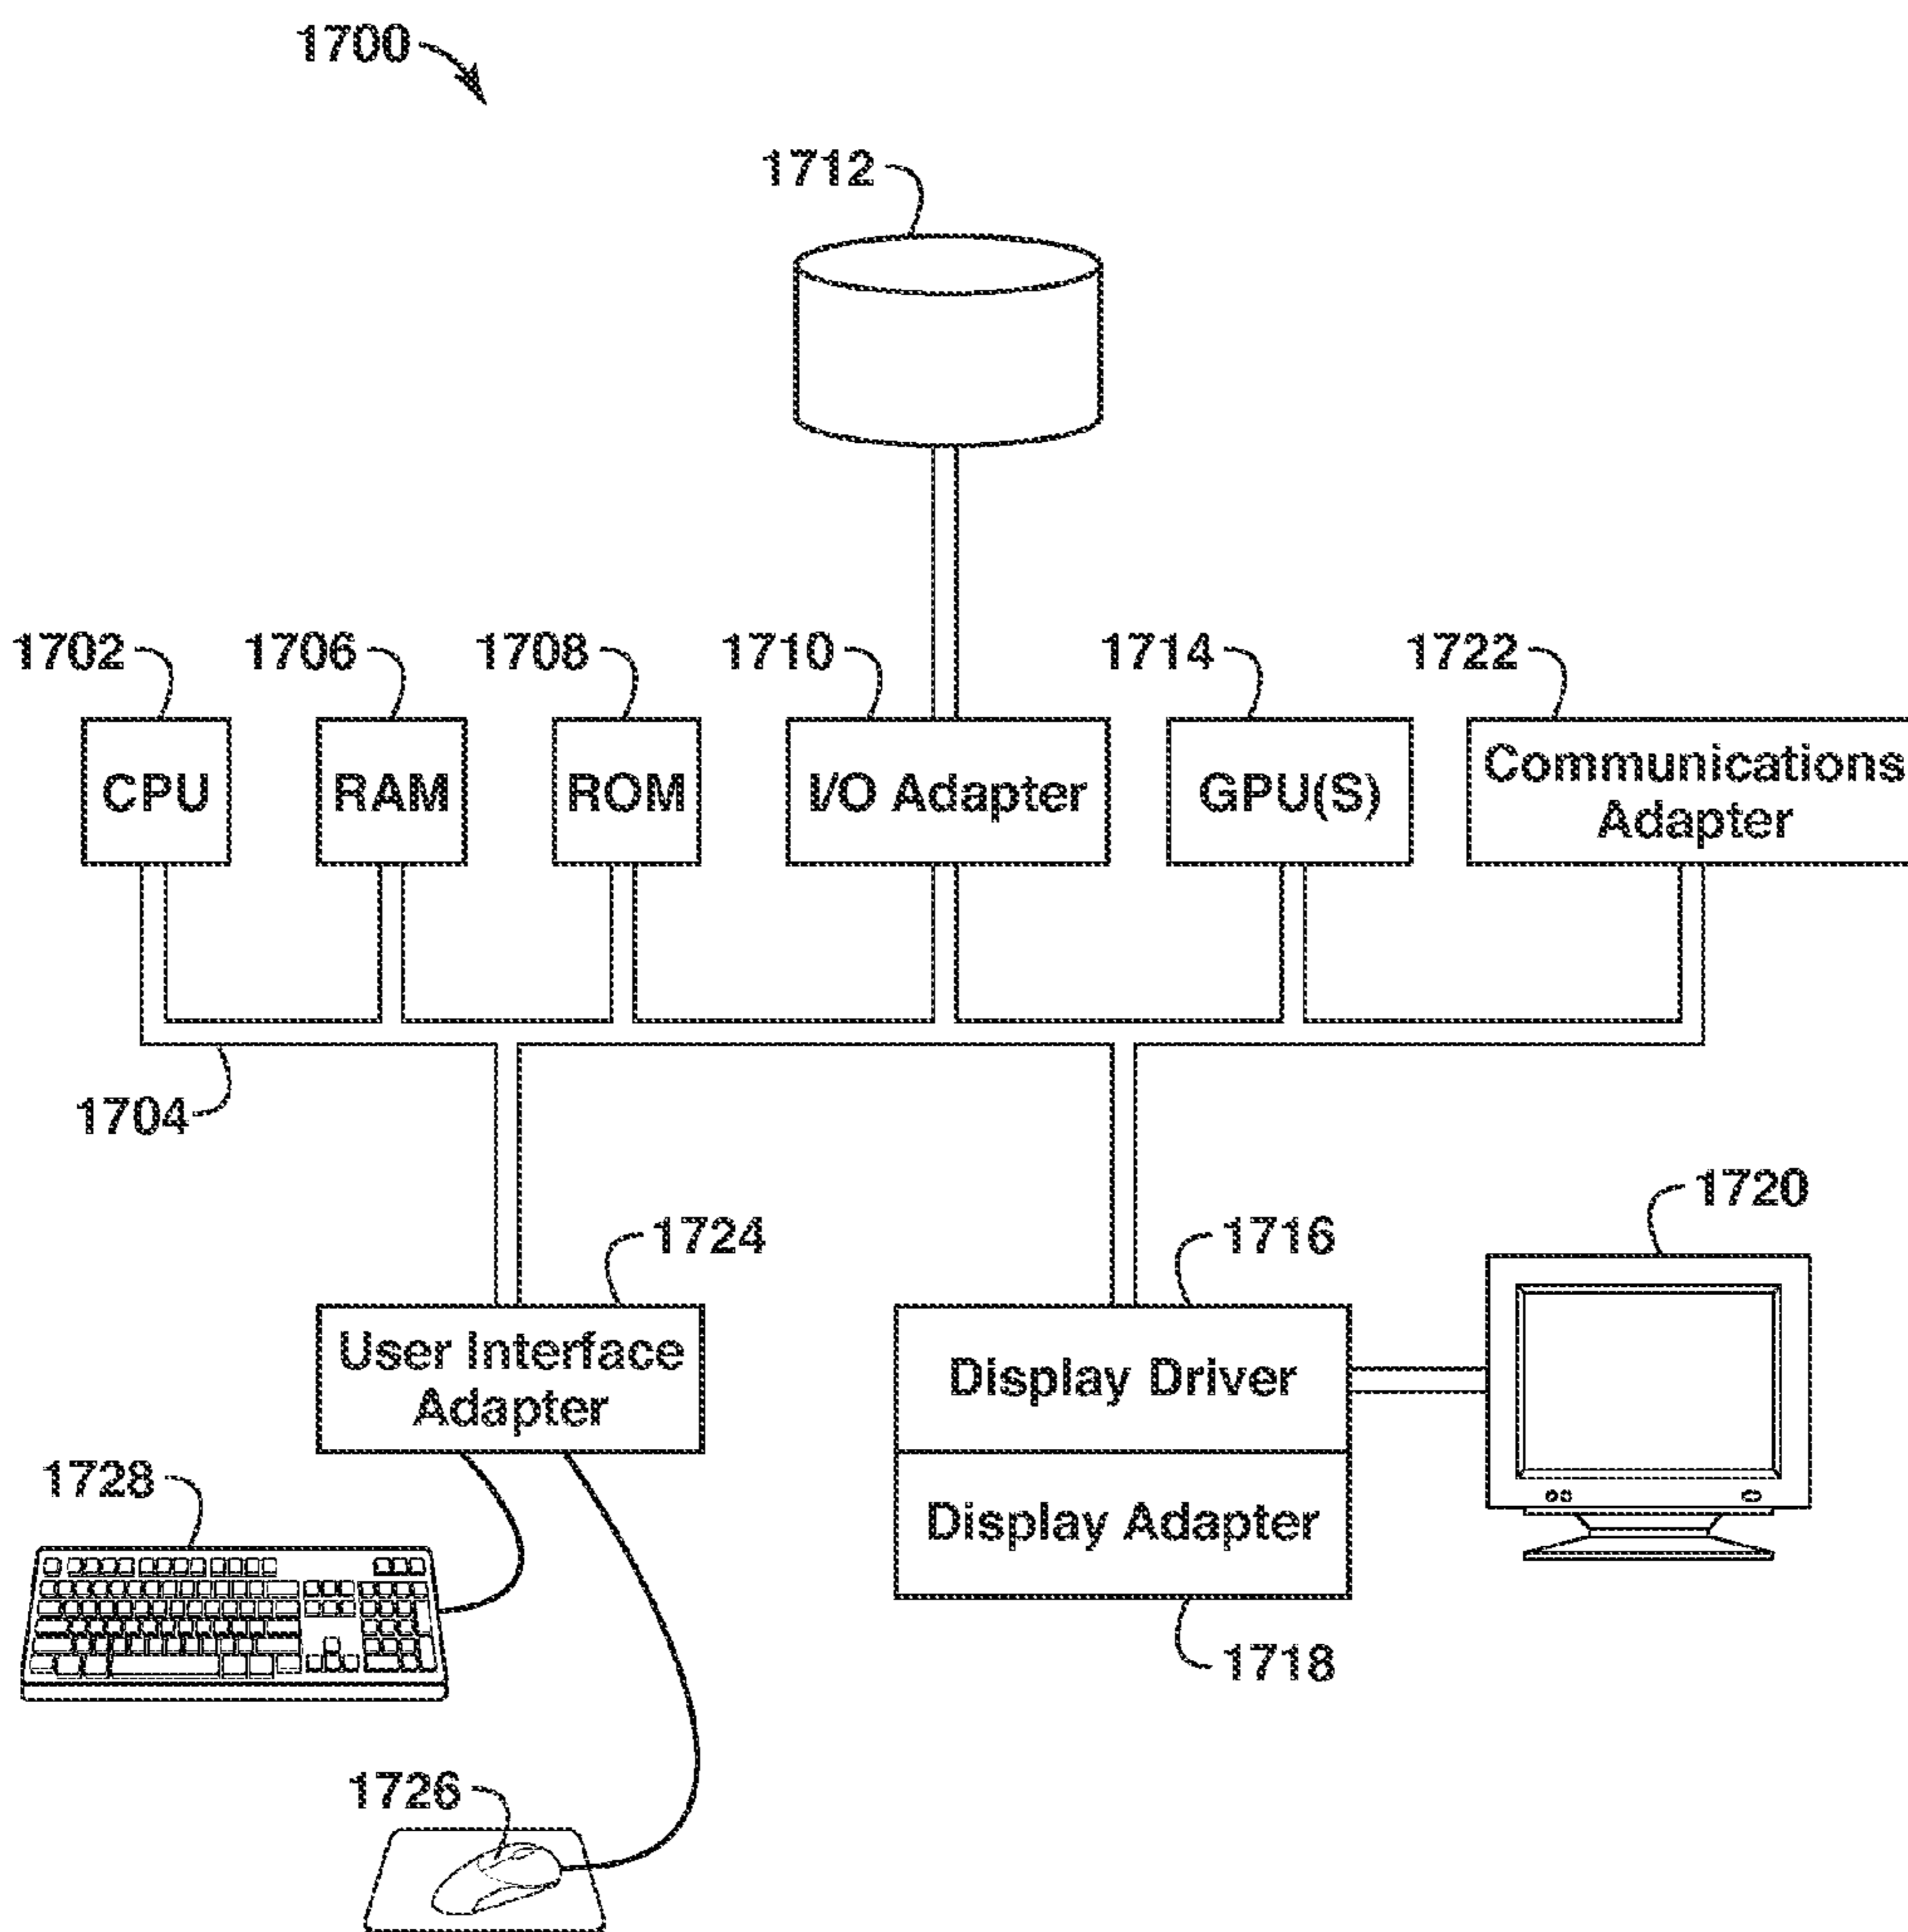 1700
1712
1702
1706
1708
1710
1714
1722
CPU
RAM
ROM
I/O Adapter
GPU(S)
Communications
Adapter
1704
1724
1716
1720
User Interface
Adapter
Display Driver
Display Adapter
1728
1718
1726